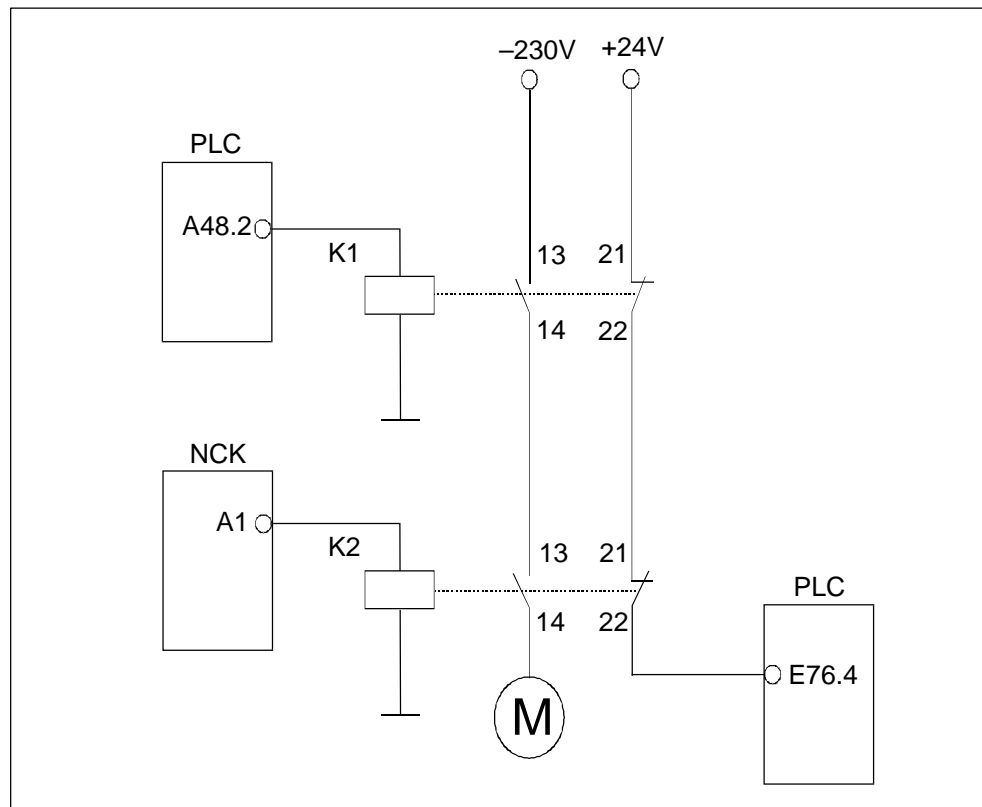 –230V +24V
PLC
A48.2
K1
13 21
14 22
NCK
A1
K2
13 21
14 22
PLC
E76.4
M